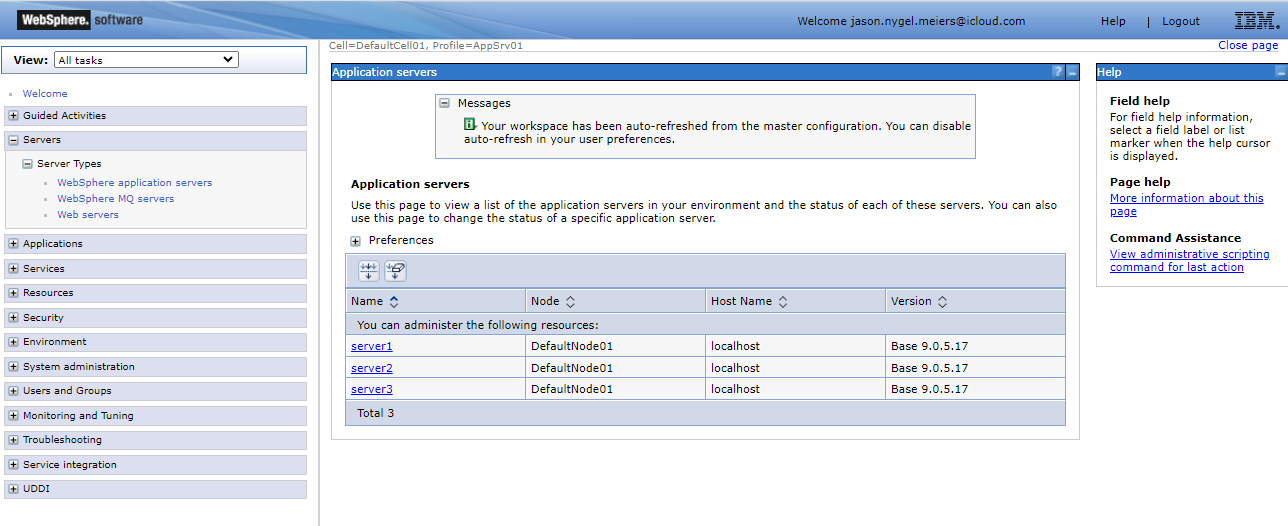 WebSphere. software
Welcome jason.nygel.meiers@icloud.com
Help | Logout
IBM.
View: All tasks
Welcome
Guided Activities
Servers
Server Types
WebSphere application servers
WebSphere MQ servers
Web servers
Applications
Services
Resources
Security
Environment
System administration
Users and Groups
Monitoring and Tuning
Troubleshooting
Service integration
UDDI
Cell=DefaultCell01, Profile=AppSrv01
Close page
Application servers
?
Messages
Your workspace has been auto-refreshed from the master configuration. You can disable
auto-refresh in your user preferences.
Application servers
Use this page to view a list of the application servers in your environment and the status of each of these servers. You can also
use this page to change the status of a specific application server.
Preferences
Name Node Host Name Version
You can administer the following resources:
server1 DefaultNode01 localhost Base 9.0.5.17
server2 DefaultNode01 localhost Base 9.0.5.17
server3 DefaultNode01 localhost Base 9.0.5.17
Total 3
Help
Field help
For field help information,
select a field label or list
marker when the help cursor
is displayed.
Page help
More information about this
page
Command Assistance
View administrative scripting
command for last action